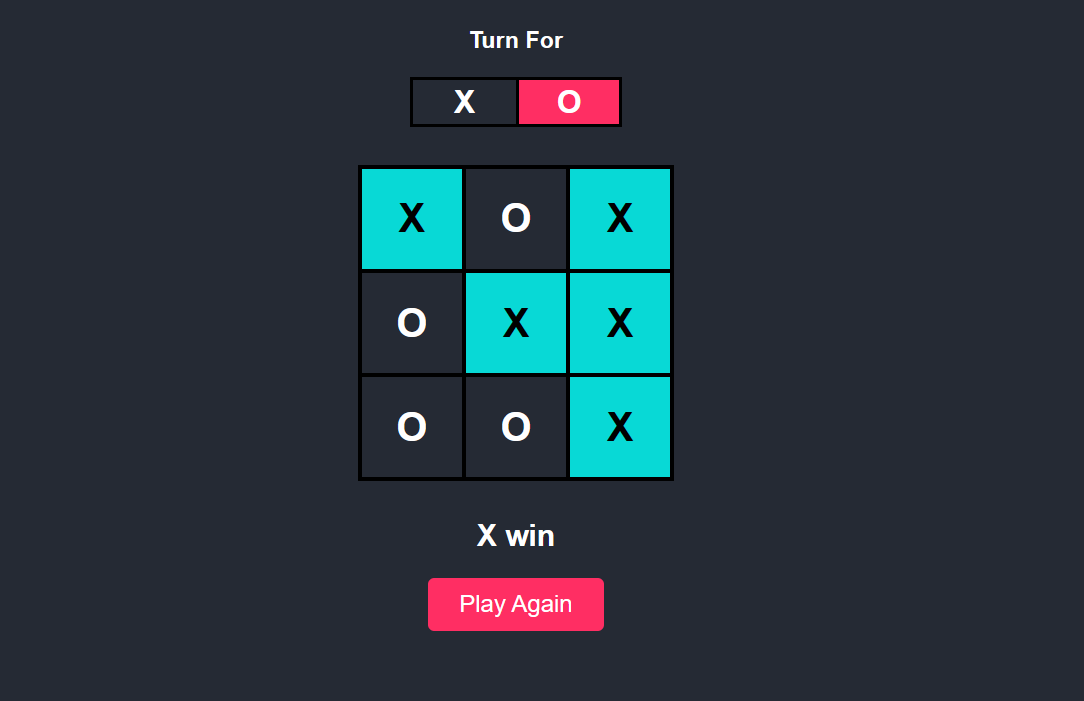 Turn For
X O
X O X
O X X
O O X
X win
Play Again